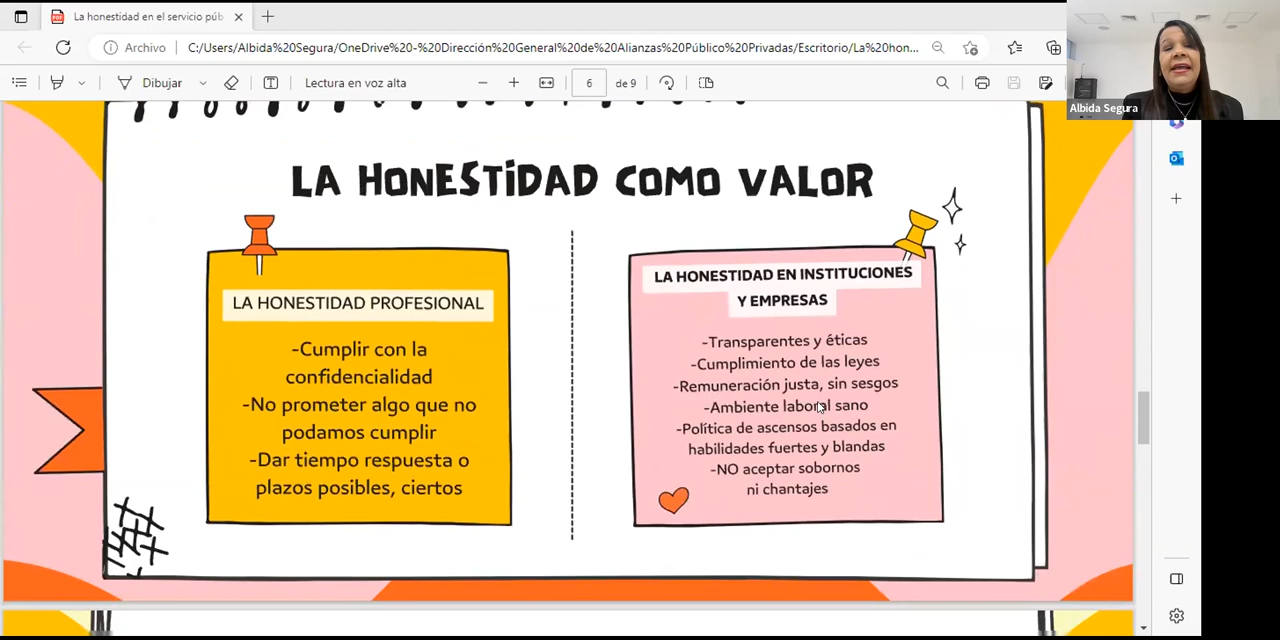 La honestidad en el servicio púb
Archivo
C:/Users/Albida%20Segura/OneDrive%20-%20Dirección%20General%20de%20Alianzas%20Público%20Privadas/Escritorio/La%20hon...
Dibujar
Lectura en voz alta
6
de 9
Albida Segura
LA HONESTIDAD COMO VALOR
LA HONESTIDAD PROFESIONAL
-Cumplir con la
confidencialidad
-No prometer algo que no
podamos cumplir
-Dar tiempo respuesta o
plazos posibles, ciertos
LA HONESTIDAD EN INSTITUCIONES
Y EMPRESAS
-Transparentes y éticas
-Cumplimiento de las leyes
-Remuneración justa, sin sesgos
-Ambiente laboral sano
-Política de ascensos basados en
habilidades fuertes y blandas
-NO aceptar sobornos
ni chantajes